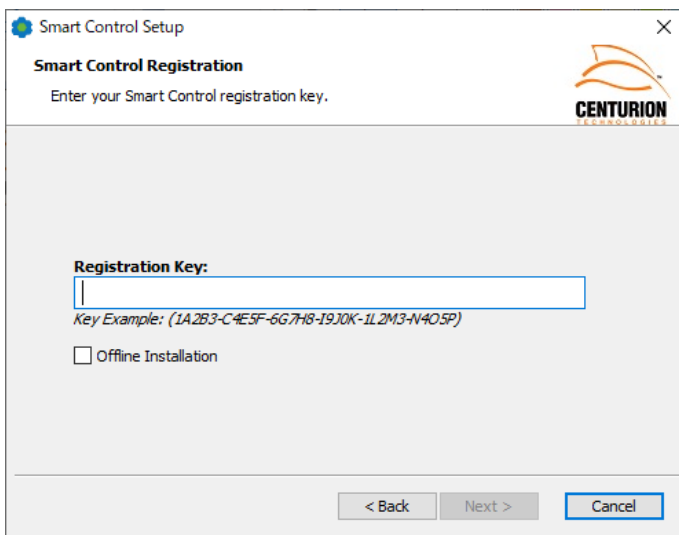 Smart Control Setup
Smart Control Registration
Enter your Smart Control registration key.
CENTURION
TECHNOLOGIES
Registration Key:
Key Example: (1A2B3-C4E5F-6G7H8-I9J0K-1L2M3-N4O5P)
Offline Installation
< Back
Next >
Cancel